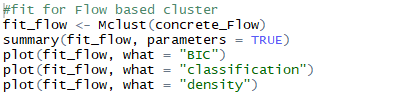 #fit for Flow based cluster
fit_flow <- Mclust(concrete_Flow)
summary(fit_flow, parameters = TRUE)
plot(fit_flow, what = "BIC")
plot(fit_flow, what = "classification")
plot(fit_flow, what = "density")